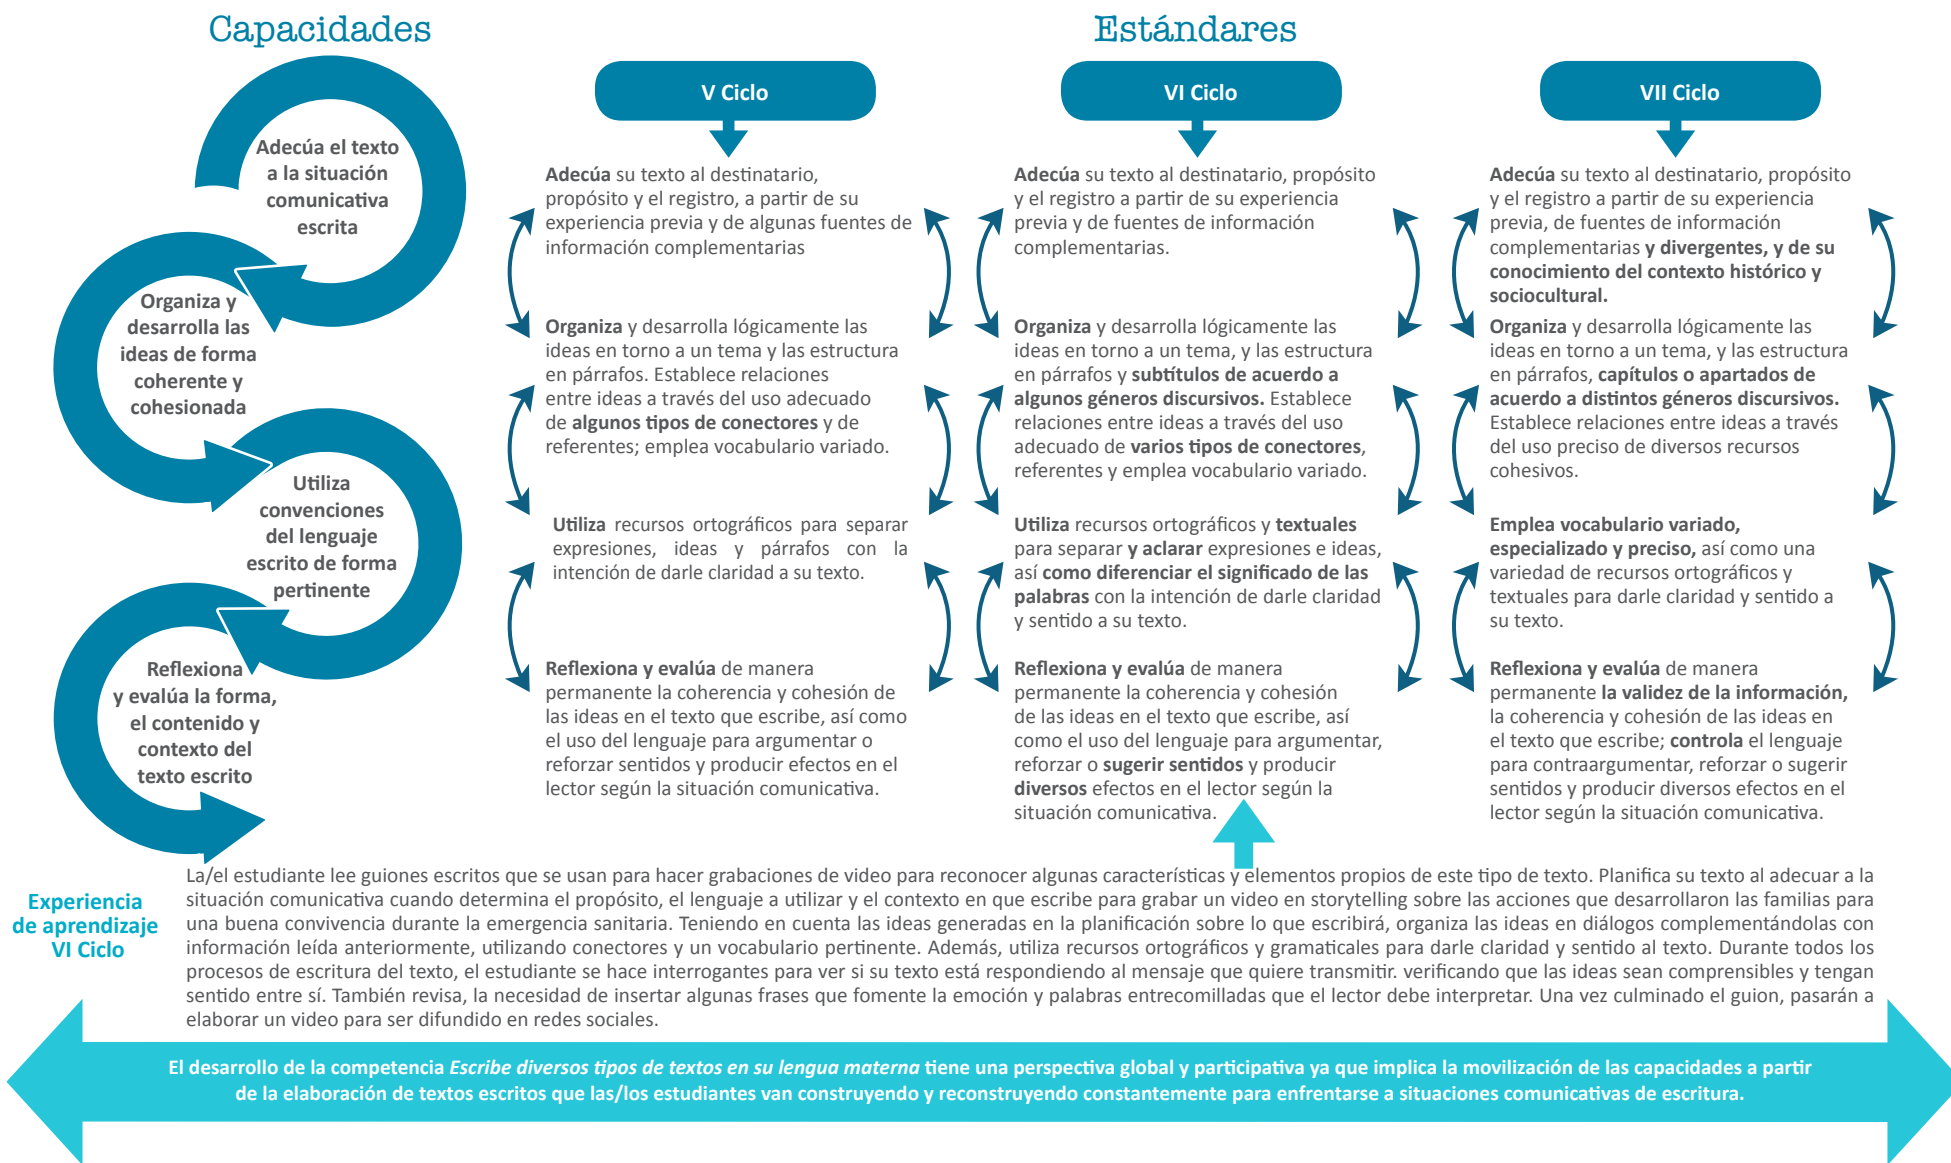 Capacidades
Adecúa el texto
a la situación
comunicativa
escrita
Organiza y
desarrolla las
ideas de forma
coherente y
cohesionada
Utiliza
convenciones
del lenguaje
escrito de forma
pertinente
Reflexiona
y evalúa la forma,
el contenido y
contexto del
texto escrito
Estándares
V Ciclo
Adecúa su texto al destinatario,
propósito y el registro, a partir de su
experiencia previa y de algunas fuentes de
información complementarias
Organiza y desarrolla lógicamente las
ideas en torno a un tema y las estructura
en párrafos. Establece relaciones
entre ideas a través del uso adecuado
de algunos tipos de conectores y de
referentes; emplea vocabulario variado.
Utiliza recursos ortográficos para separar
expresiones, ideas y párrafos con la
intención de darle claridad a su texto.
Reflexiona y evalúa de manera
permanente la coherencia y cohesión de
las ideas en el texto que escribe, así como
el uso del lenguaje para argumentar o
reforzar sentidos y producir efectos en el
lector según la situación comunicativa.
VI Ciclo
Adecúa su texto al destinatario, propósito
y el registro a partir de su experiencia
previa y de fuentes de información
complementarias.
Organiza y desarrolla lógicamente las
ideas en torno a un tema, y las estructura
en párrafos y subtítulos de acuerdo a
algunos géneros discursivos. Establece
relaciones entre ideas a través del uso
adecuado de varios tipos de conectores,
referentes y emplea vocabulario variado.
Utiliza recursos ortográficos y textuales
para separar y aclarar expresiones e ideas,
así como diferenciar el significado de las
palabras con la intención de darle claridad
y sentido a su texto.
Reflexiona y evalúa de manera
permanente la coherencia y cohesión
de las ideas en el texto que escribe, así
como el uso del lenguaje para argumentar,
reforzar o sugerir sentidos y producir
diversos efectos en el lector según la
situación comunicativa.
VII Ciclo
Adecúa su texto al destinatario, propósito
y el registro a partir de su experiencia
previa, de fuentes de información
complementarias y divergentes, y de su
conocimiento del contexto histórico y
sociocultural.
Organiza y desarrolla lógicamente las
ideas en torno a un tema, y las estructura
en párrafos, capítulos o apartados de
acuerdo a distintos géneros discursivos.
Establece relaciones entre ideas a través
del uso preciso de diversos recursos
cohesivos.
Emplea vocabulario variado,
especializado y preciso, así como una
variedad de recursos ortográficos y
textuales para darle claridad y sentido a
su texto.
Reflexiona y evalúa de manera
permanente la validez de la información,
la coherencia y cohesión de las ideas en
el texto que escribe; controla el lenguaje
para contraargumentar, reforzar o sugerir
sentidos y producir diversos efectos en el
lector según la situación comunicativa.
Experiencia
de aprendizaje
VI Ciclo
La/el estudiante lee guiones escritos que se usan para hacer grabaciones de video para reconocer algunas características y elementos propios de este tipo de texto. Planifica su texto al adecuar a la
situación comunicativa cuando determina el propósito, el lenguaje a utilizar y el contexto en que escribe para grabar un video en storytelling sobre las acciones que desarrollaron las familias para
una buena convivencia durante la emergencia sanitaria. Teniendo en cuenta las ideas generadas en la planificación sobre lo que escribirá, organiza las ideas en diálogos complementándolas con
información leída anteriormente, utilizando conectores y un vocabulario pertinente. Además, utiliza recursos ortográficos y gramaticales para darle claridad y sentido al texto. Durante todos los
procesos de escritura del texto, el estudiante se hace interrogantes para ver si su texto está respondiendo al mensaje que quiere transmitir. verificando que las ideas sean comprensibles y tengan
sentido entre sí. También revisa, la necesidad de insertar algunas frases que fomente la emoción y palabras entrecomilladas que el lector debe interpretar. Una vez culminado el guion, pasarán a
elaborar un video para ser difundido en redes sociales.
El desarrollo de la competencia Escribe diversos tipos de textos en su lengua materna tiene una perspectiva global y participativa ya que implica la movilización de las capacidades a partir
de la elaboración de textos escritos que las/los estudiantes van construyendo y reconstruyendo constantemente para enfrentarse a situaciones comunicativas de escritura.